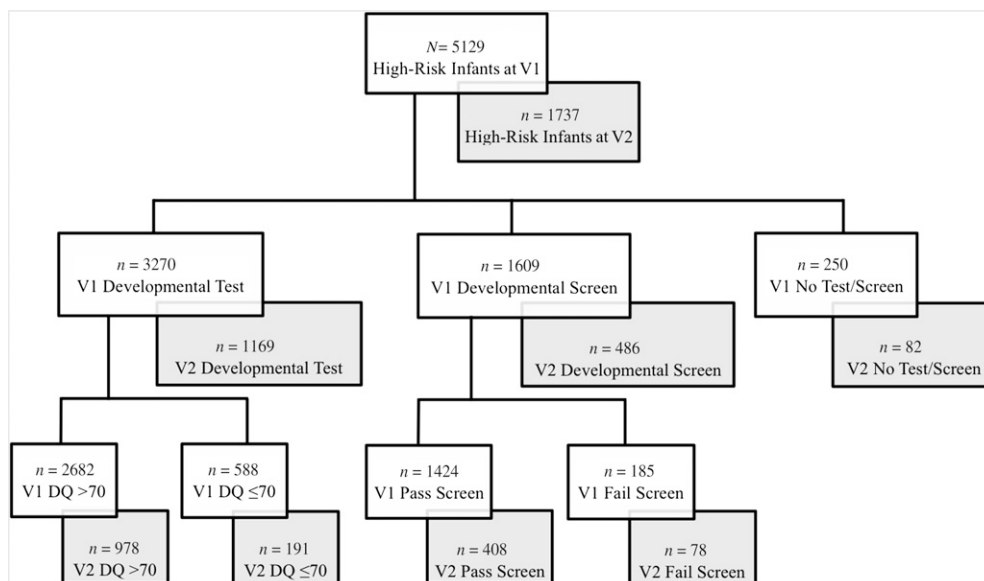 N= 5129
High-Risk Infants at V1
n = 1737
High-Risk Infants at V2
n = 3270
V1 Developmental Test
n = 1169
V2 Developmental Test
n = 1609
V1 Developmental Screen
n = 486
V2 Developmental Screen
n = 250
V1 No Test/Screen
n = 82
V2 No Test/Screen
n = 2682
V1 DQ >70
n = 978
V2 DQ >70
n = 588
V1 DQ ≤70
n = 191
V2 DQ ≤70
n = 1424
V1 Pass Screen
n = 408
V2 Pass Screen
n = 185
V1 Fail Screen
n = 78
V2 Fail Screen